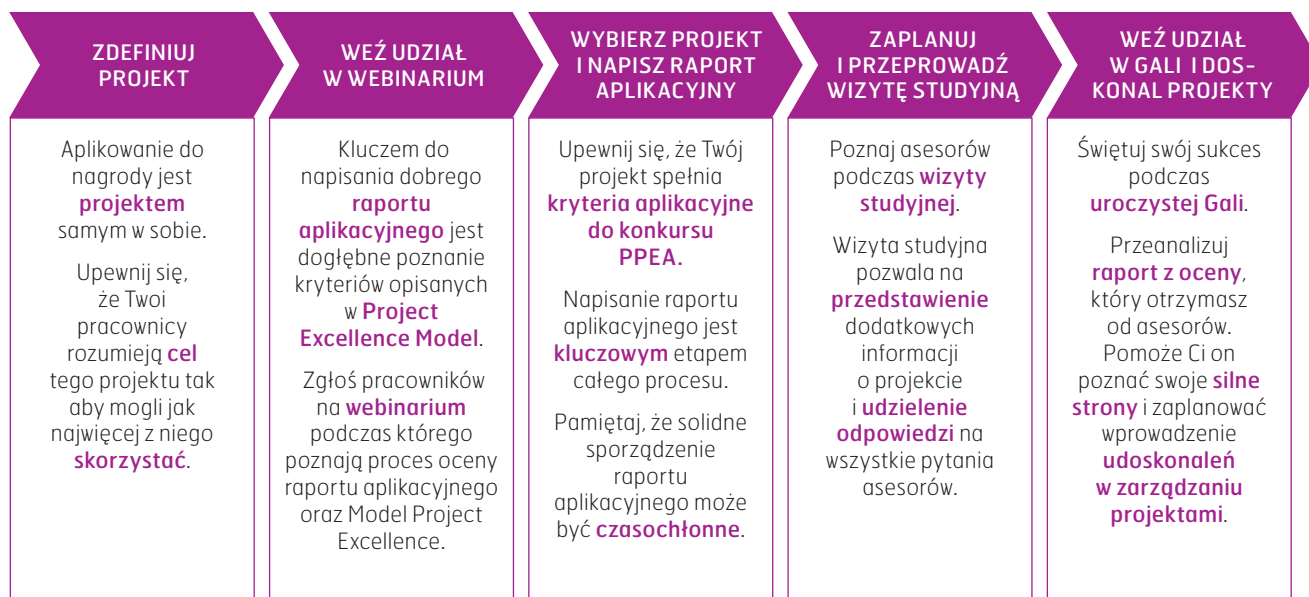 ZDEFINIUJ
PROJEKT
Aplikowanie do
nagrody jest
projektem
samym w sobie.
Upewnij się,
że Twoi
pracownicy
rozumieją cel
tego projektu tak
aby mogli jak
najwięcej z niego
skorzystać.
WEŹ UDZIAŁ
W WEBINARIUM
Kluczem do
napisania dobrego
raportu
aplikacyjnego jest
dogłębne poznanie
kryteriów opisanych
w Project
Excellence Model.
Zgłoś pracowników
na webinarium
podczas którego
poznają proces oceny
raportu aplikacyjnego
oraz Model Project
Excellence.
WYBIERZ PROJEKT
I NAPISZ RAPORT
APLIKACYJNY
Upewnij się, że Twój
projekt spełnia
kryteria aplikacyjne
do konkursu
PPEA.
Napisanie raportu
aplikacyjnego jest
kluczowym etapem
całego procesu.
Pamiętaj, że solidne
sporządzenie
raportu
aplikacyjnego może
być czasochłonne.
ZAPLANUJ
I PRZEPROWADŹ
WIZYTĘ STUDYJNĄ
Poznaj asesorów
podczas wizyty
studyjnej.
Wizyta studyjna
pozwala na
przedstawienie
dodatkowych
informacji
o projekcie
i udzielenie
odpowiedzi na
wszystkie pytania
asesorów.
WEŹ UDZIAŁ
W GALI I DOS-
KONAL PROJEKTY
Świętuj swój sukces
podczas
uroczystej Gali.
Przeanalizuj
raport z oceny,
który otrzymasz
od asesorów.
Pomoże Ci on
poznać swoje silne
strony i zaplanować
wprowadzenie
udoskonaleń
w zarządzaniu
projektami.